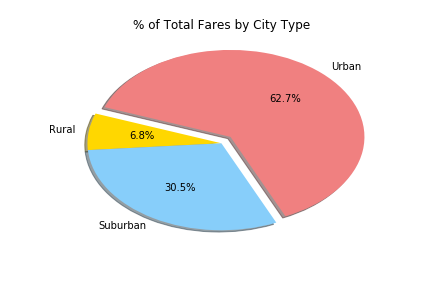 % of Total Fares by City Type
Urban
62.7%
Rural
6.8%
30.5%
Suburban